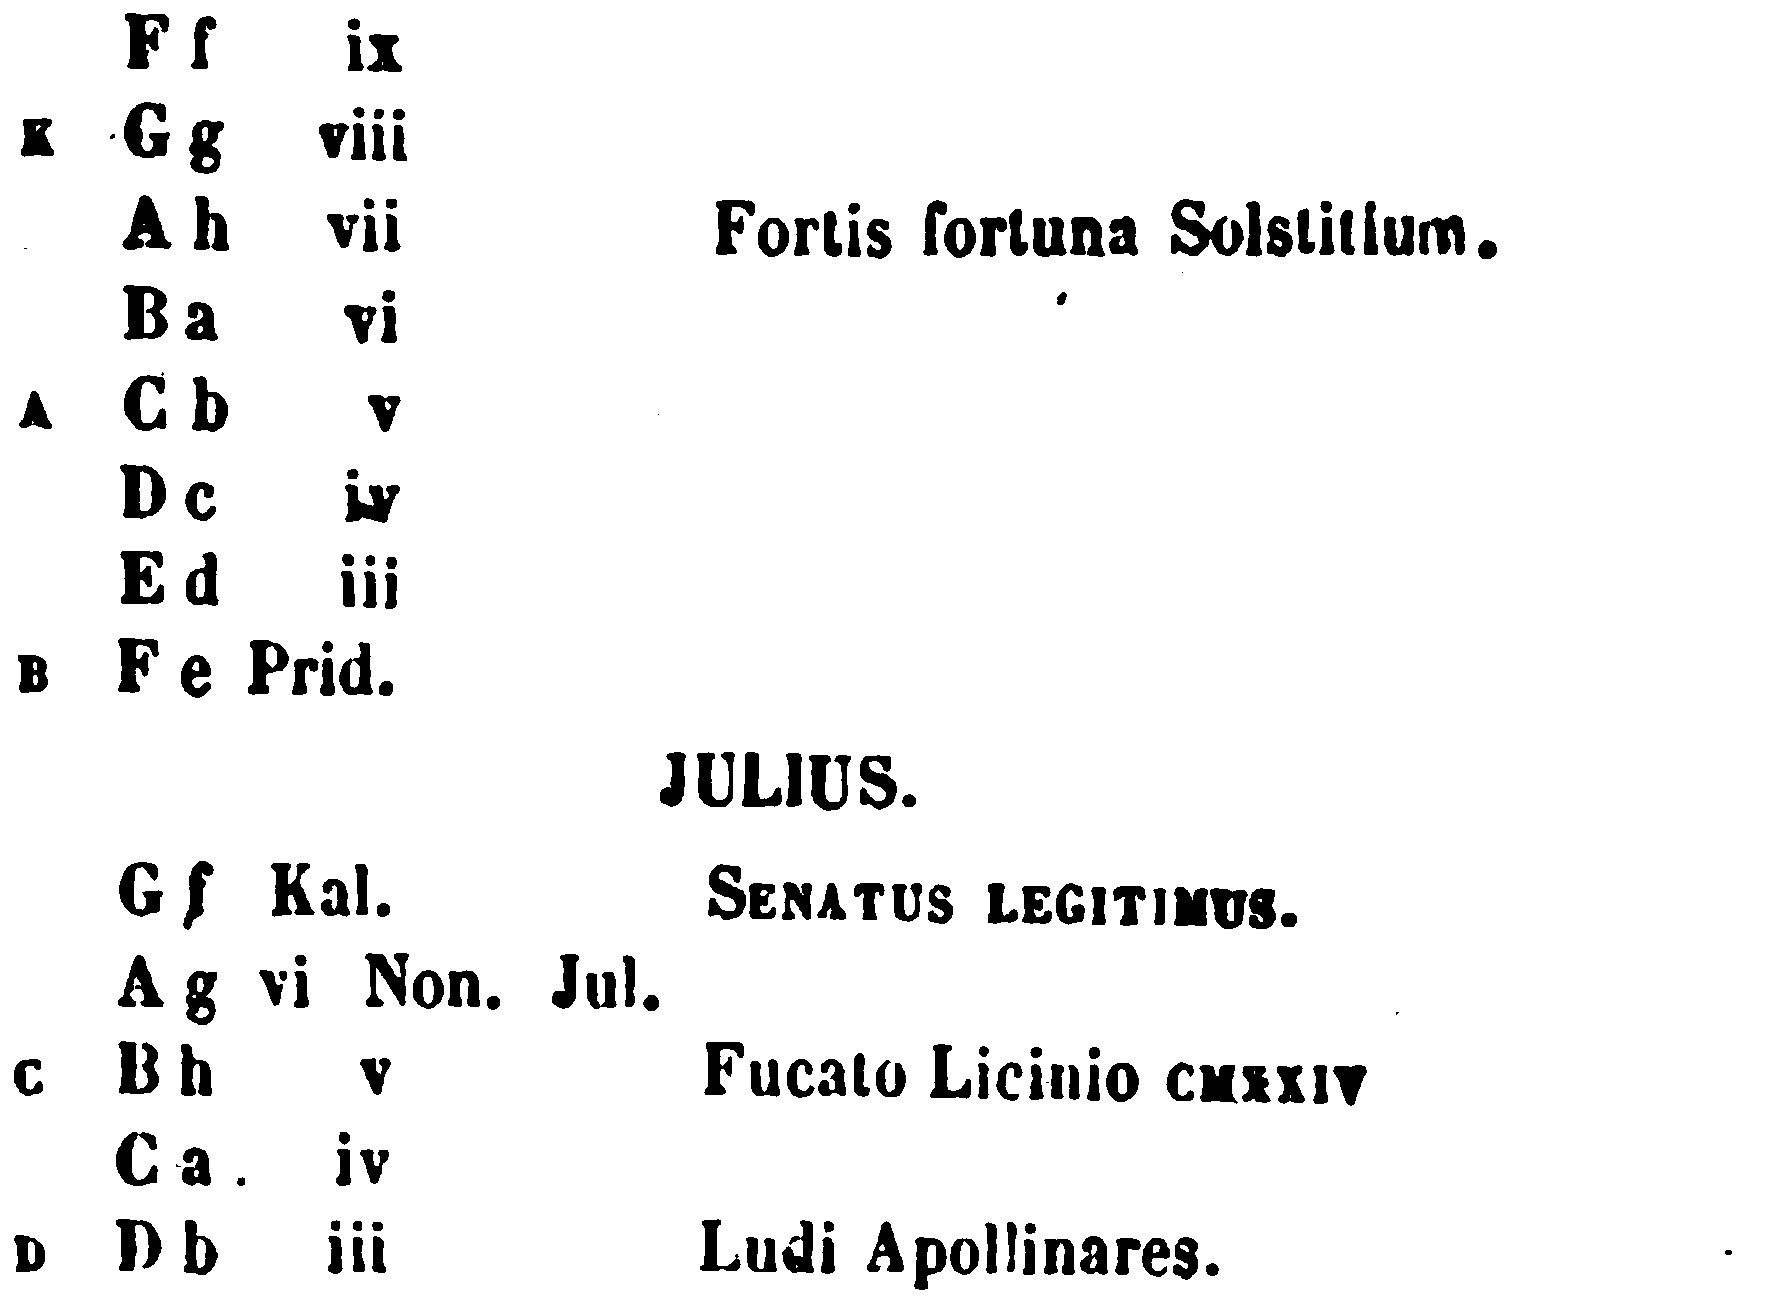 F f ix
K G g viii
A h vii Fortis fortuna Solstitium.
B a vi
A C b v
D c iv
E d iii
B F e Prid.
JULIUS.
G f Kal. SENATUS LEGITIMUS.
A g vi Non. Jul.
C B h v Fucato Licinio CMXXIV
C a . iv
D D b iii Ludi Apollinares.